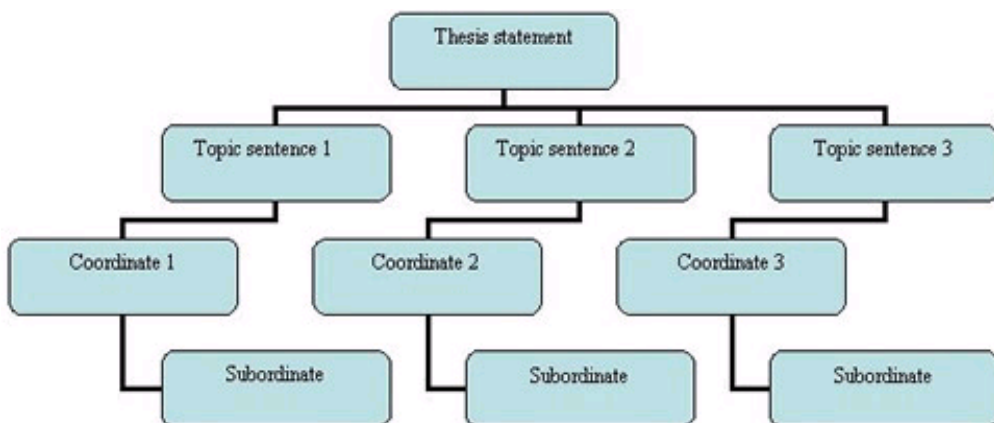 Thesis statement
Topic sentence 1
Topic sentence 2
Topic sentence 3
Coordinate 1
Coordinate 2
Coordinate 3
Subordinate
Subordinate
Subordinate